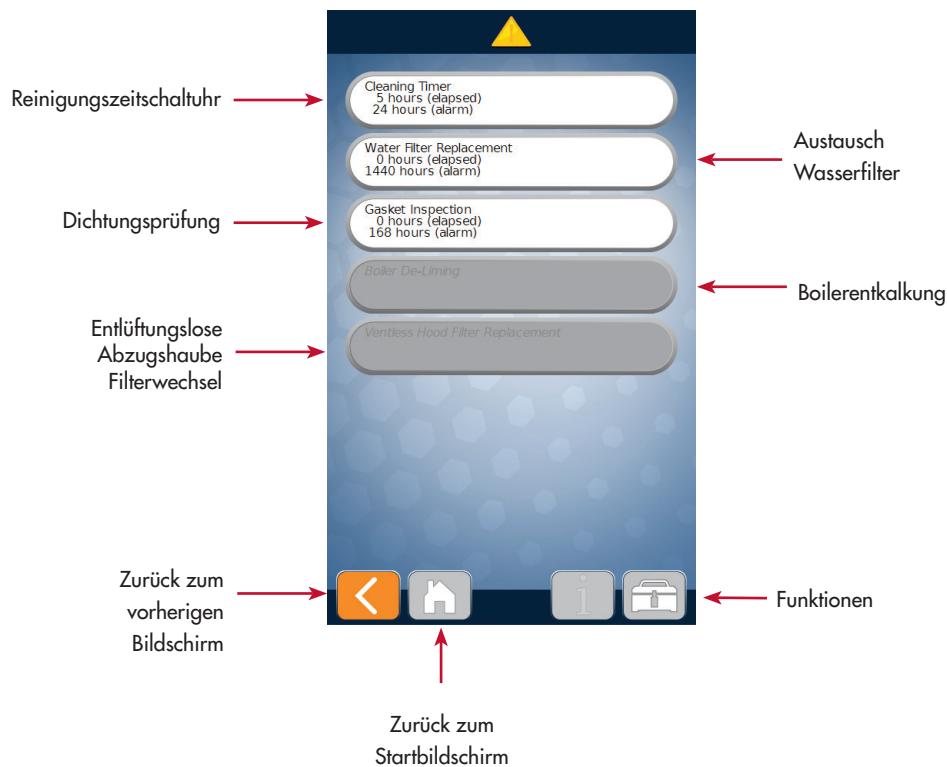 Reinigungszeitschaltuhr
Cleaning Timer
5 hours (elapsed)
24 hours (alarm)
Water Filter Replacement
0 hours (elapsed)
1440 hours (alarm)
Austausch
Wasserfilter
Dichtungsprüfung
Gasket Inspection
0 hours (elapsed)
168 hours (alarm)
Boiler De-Liming
Boilerentkalkung
Entlüftungslose
Abzugshaube
Filterwechsel
Ventless Hood Filter Replacement
Zurück zum
vorherigen
Bildschirm
i
Funktionen
Zurück zum
Startbildschirm